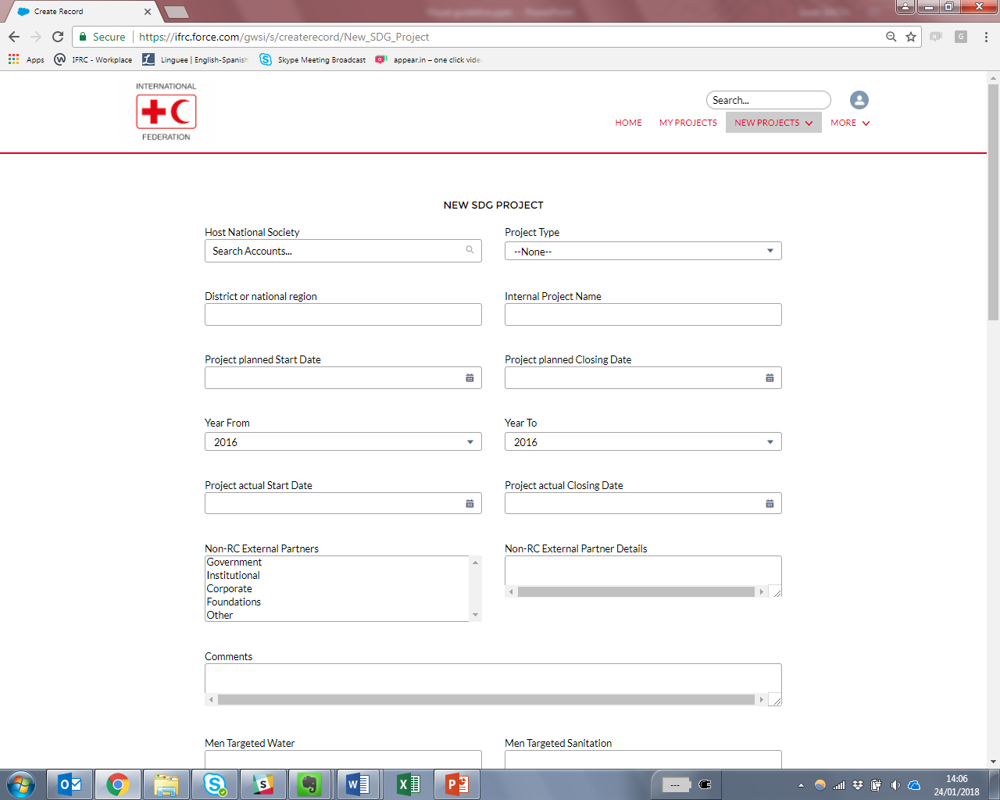 Create Record
Secure https://ifrc.force.com/gwsi/s/createrecord/New_SDG_Project
Apps IFRC - Workplace Linguee | English-Spanish Skype Meeting Broadcast appear.in – one click vide
INTERNATIONAL
FEDERATION
Search...
HOME MY PROJECTS NEW PROJECTS MORE
NEW SDG PROJECT
Host National Society Project Type
Search Accounts... --None--
District or national region Internal Project Name
Project planned Start Date Project planned Closing Date
Year From Year To
2016 2016
Project actual Start Date Project actual Closing Date
Non-RC External Partners Non-RC External Partner Details
Government
Institutional
Corporate
Foundations
Other
Comments
Men Targeted Water Men Targeted Sanitation
14:06
24/01/2018